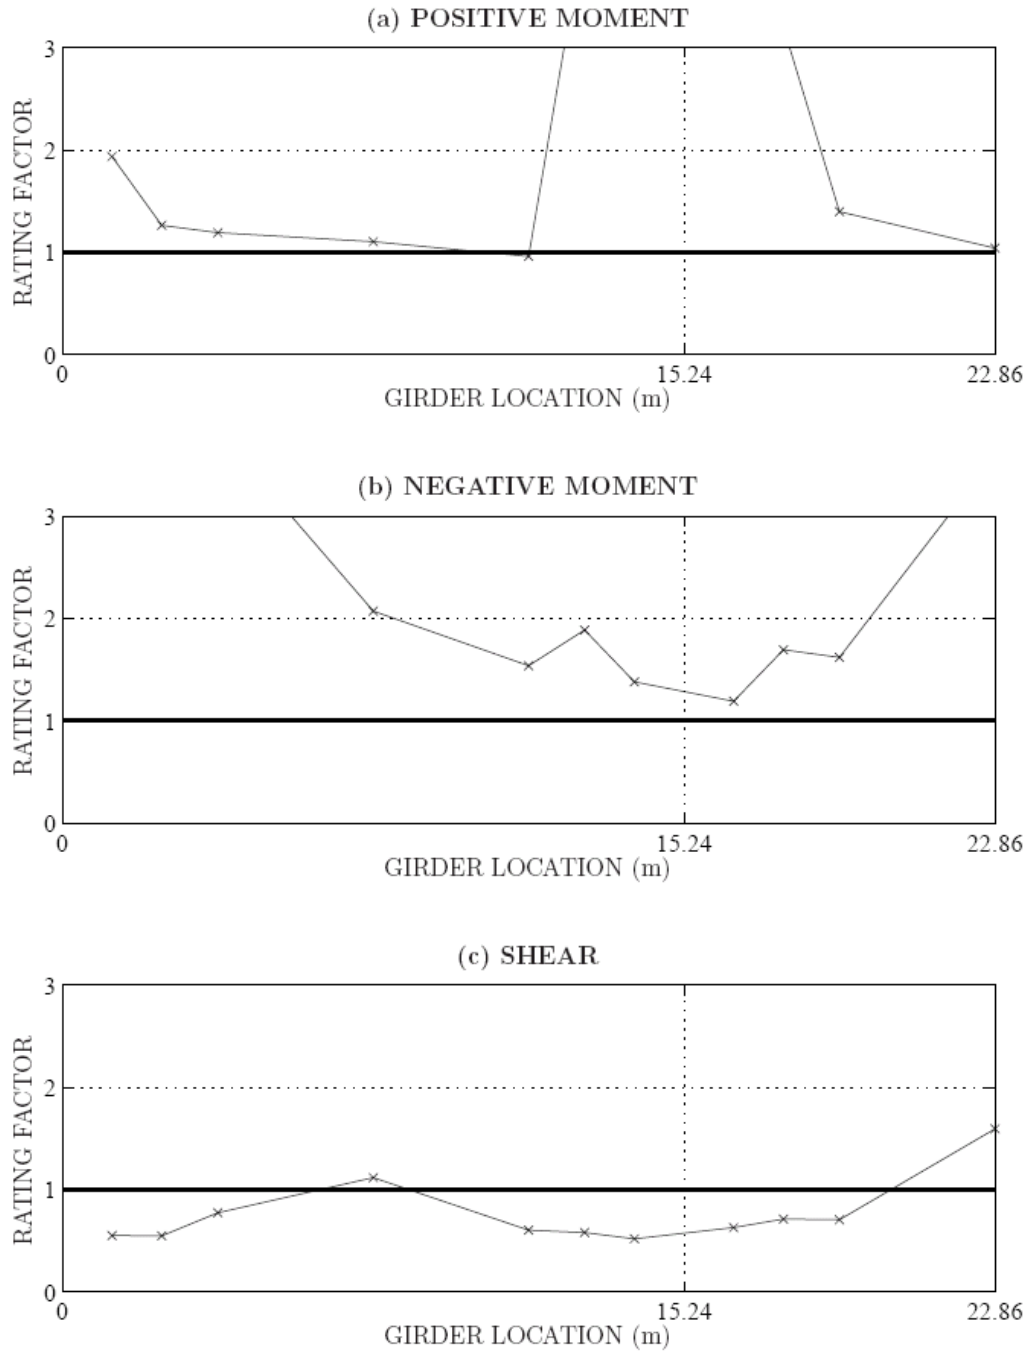 (a) POSITIVE MOMENT
3
2
1
0
RATING FACTOR
0 15.24 22.86
GIRDER LOCATION (m)
(b) NEGATIVE MOMENT
3
2
1
0
RATING FACTOR
0 15.24 22.86
GIRDER LOCATION (m)
(c) SHEAR
3
2
1
0
RATING FACTOR
0 15.24 22.86
GIRDER LOCATION (m)